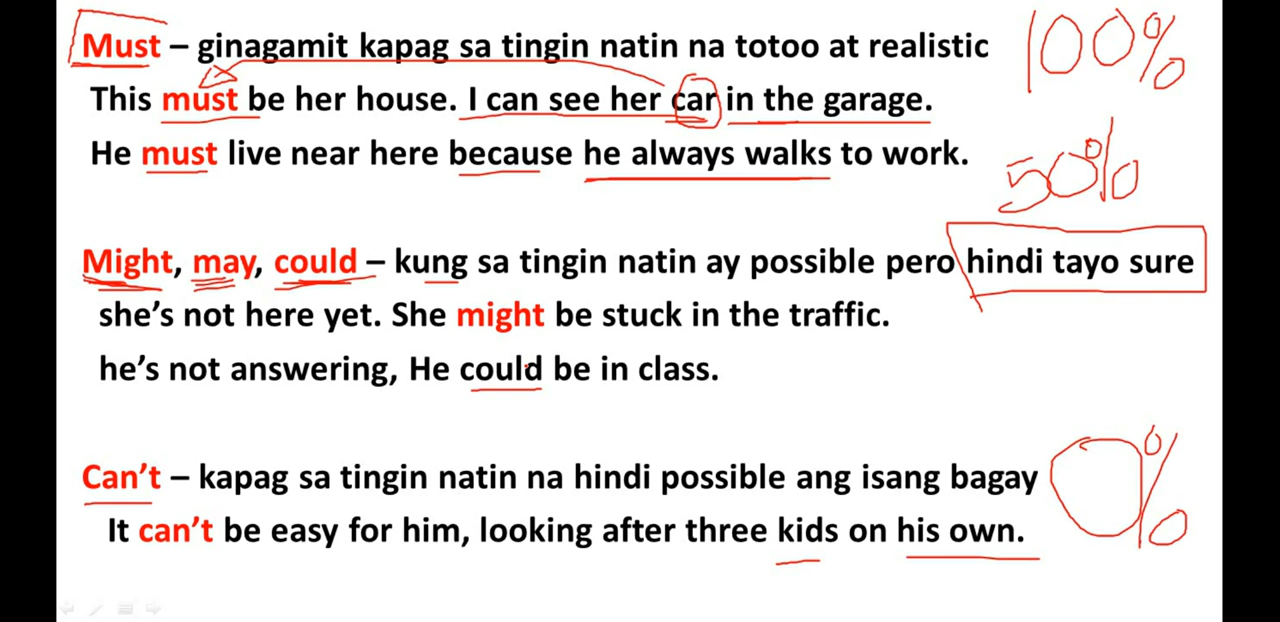 Must – ginagamit kapag sa tingin natin na totoo at realistic
100%
This must be her house. I can see her car in the garage.
He must live near here because he always walks to work.
50%
Might, may, could – kung sa tingin natin ay possible pero hindi tayo sure
she's not here yet. She might be stuck in the traffic.
he's not answering, He could be in class.
Can't – kapag sa tingin natin na hindi possible ang isang bagay
0%
It can't be easy for him, looking after three kids on his own.